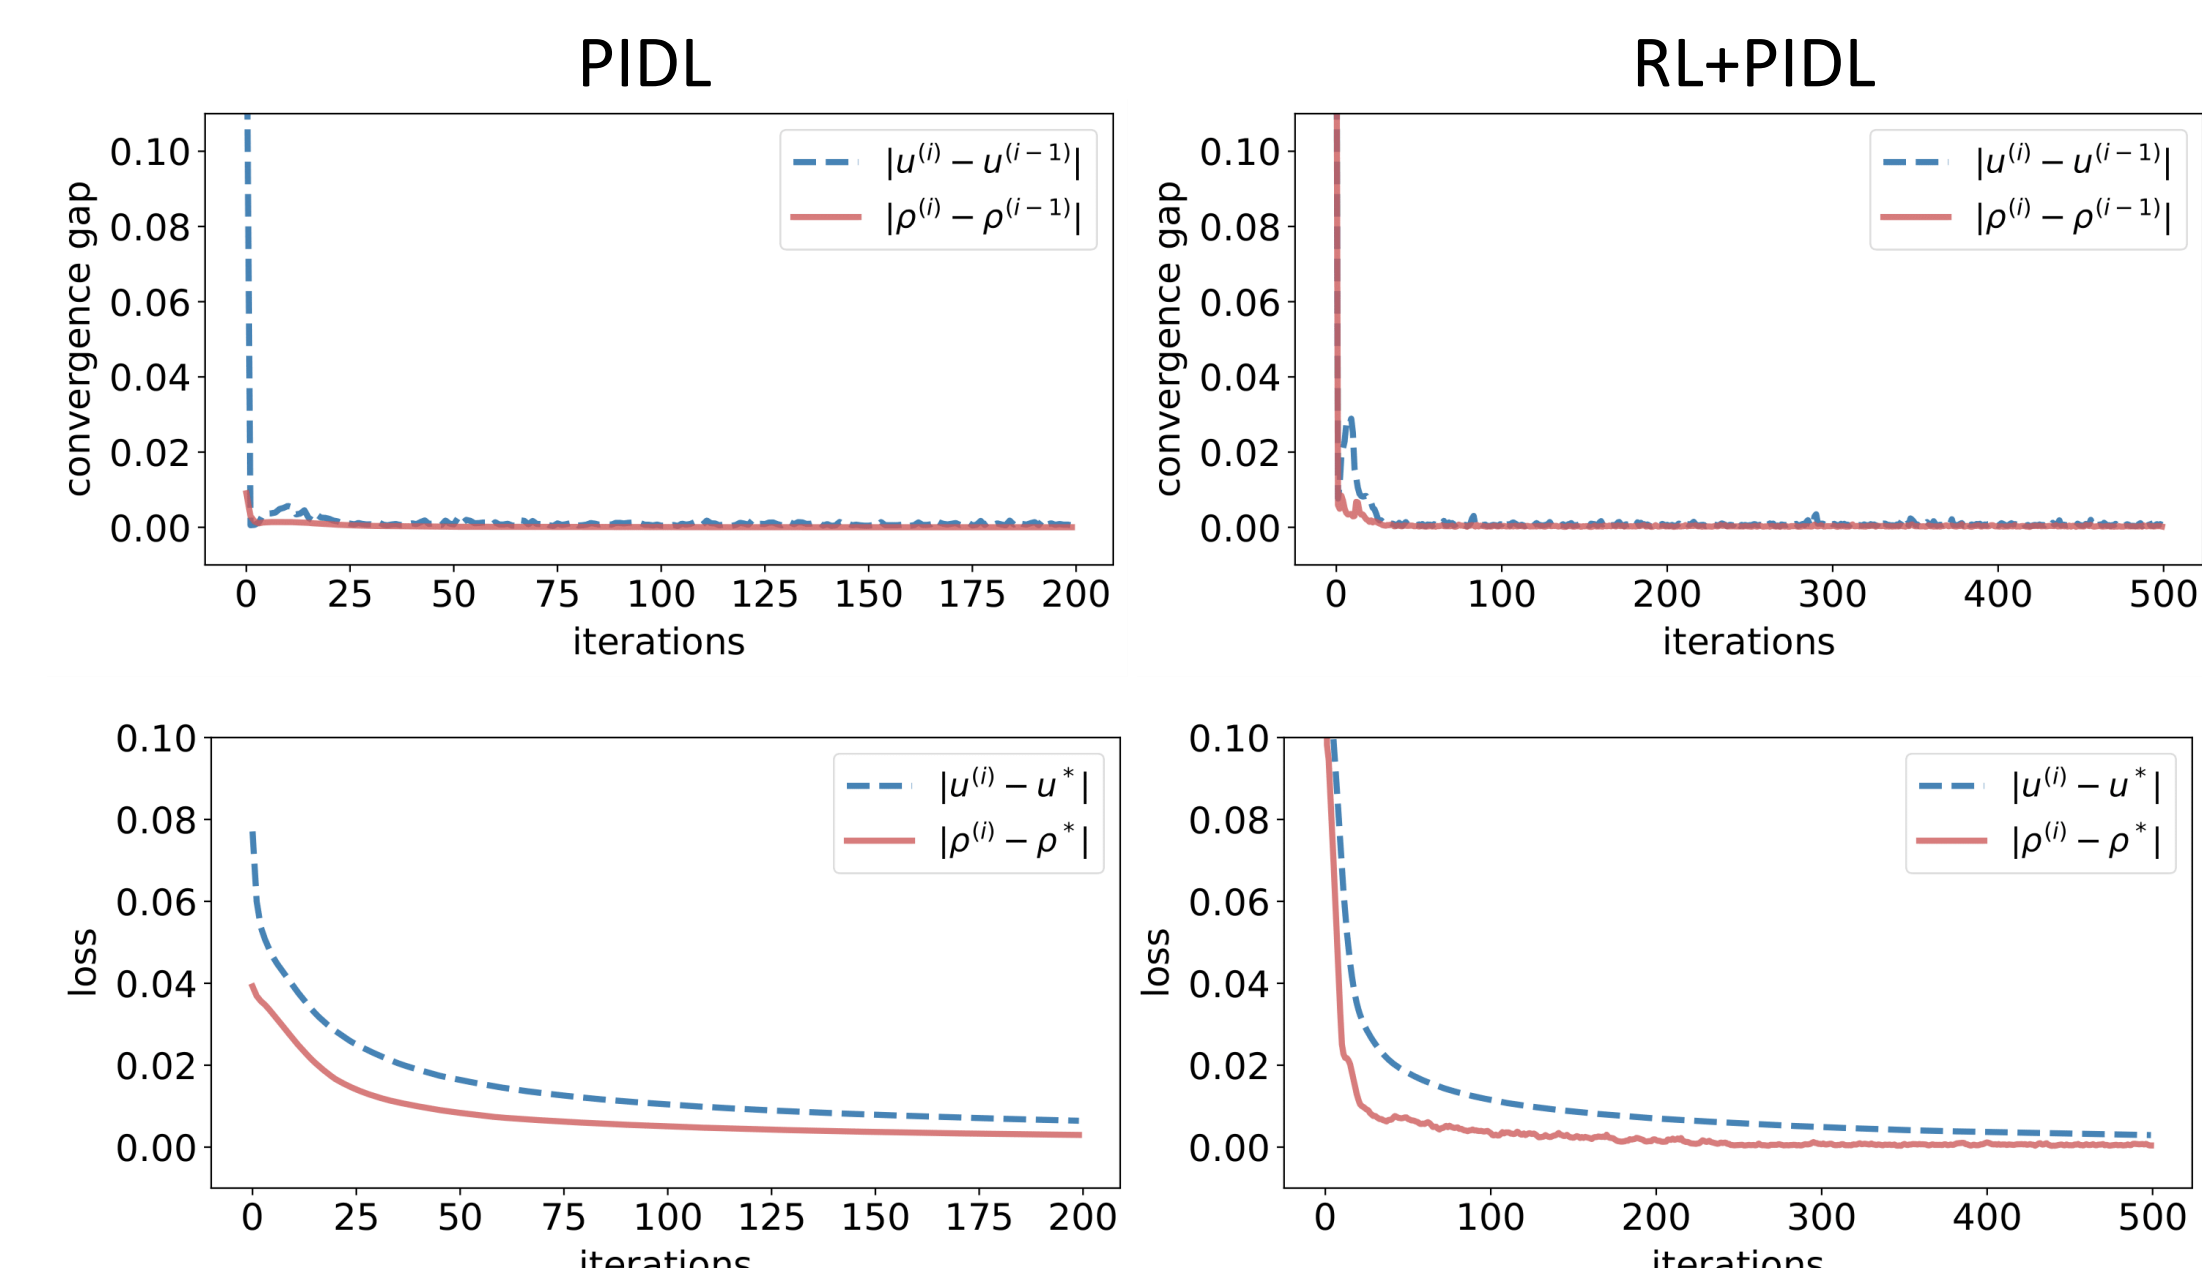 PIDL
RL+PIDL
convergence gap
0.10
0.08
0.06
0.04
0.02
0.00
|u^(i) − u^(i−1)|
|ρ^(i) − ρ^(i−1)|
0 25 50 75 100 125 150 175 200
iterations
convergence gap
0.10
0.08
0.06
0.04
0.02
0.00
|u^(i) − u^(i−1)|
|ρ^(i) − ρ^(i−1)|
0 100 200 300 400 500
iterations
loss
0.10
0.08
0.06
0.04
0.02
0.00
|u^(i) − u^*|
|ρ^(i) − ρ^*|
0 25 50 75 100 125 150 175 200
iterations
loss
0.10
0.08
0.06
0.04
0.02
0.00
|u^(i) − u^*|
|ρ^(i) − ρ^*|
0 100 200 300 400 500
iterations